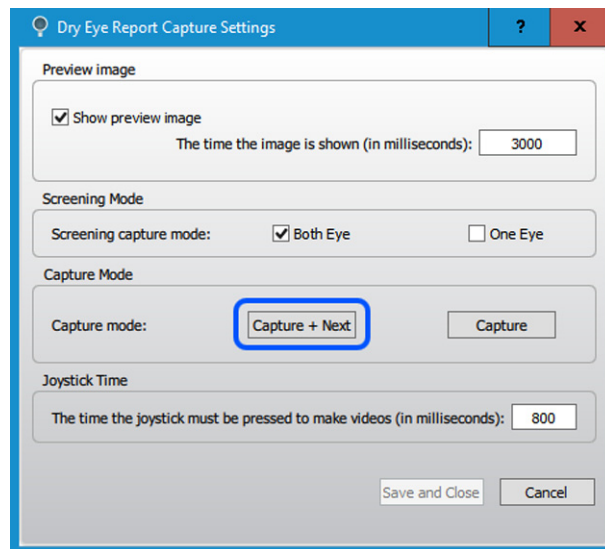 Dry Eye Report Capture Settings ? x
Preview image
Show preview image
The time the image is shown (in milliseconds): 3000
Screening Mode
Screening capture mode: Both Eye One Eye
Capture Mode
Capture mode: Capture + Next Capture
Joystick Time
The time the joystick must be pressed to make videos (in milliseconds): 800
Save and Close Cancel